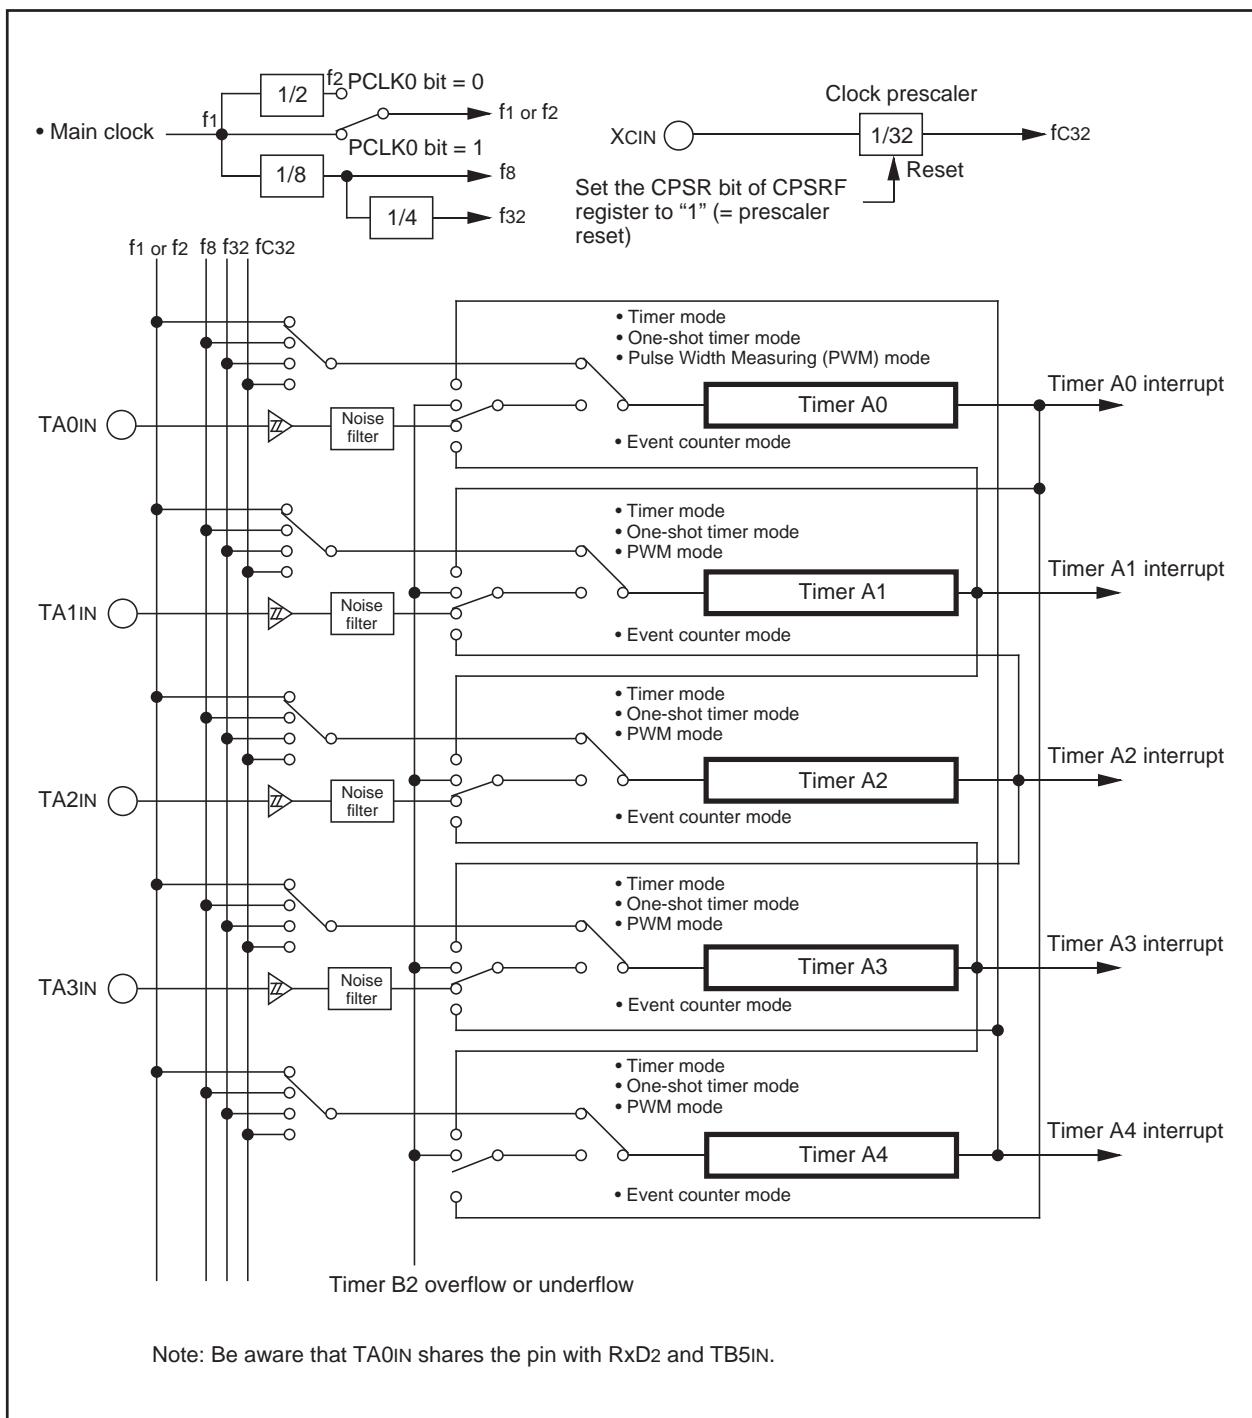 f2 PCLK0 bit = 0
1/2
f1
f1 or f2
• Main clock
PCLK0 bit = 1
1/8
f8
1/4
f32
Clock prescaler
XCIN
1/32
fC32
Reset
Set the CPSR bit of CPSRF
register to “1” (= prescaler
reset)
f1 or f2 f8 f32 fC32
• Timer mode
• One-shot timer mode
• Pulse Width Measuring (PWM) mode
Timer A0 interrupt
Timer A0
TA0IN
Noise
filter
• Event counter mode
• Timer mode
• One-shot timer mode
• PWM mode
Timer A1 interrupt
Timer A1
TA1IN
Noise
filter
• Event counter mode
• Timer mode
• One-shot timer mode
• PWM mode
Timer A2 interrupt
Timer A2
TA2IN
Noise
filter
• Event counter mode
• Timer mode
• One-shot timer mode
• PWM mode
Timer A3 interrupt
Timer A3
TA3IN
Noise
filter
• Event counter mode
• Timer mode
• One-shot timer mode
• PWM mode
Timer A4 interrupt
Timer A4
• Event counter mode
Timer B2 overflow or underflow
Note: Be aware that TA0IN shares the pin with RxD2 and TB5IN.